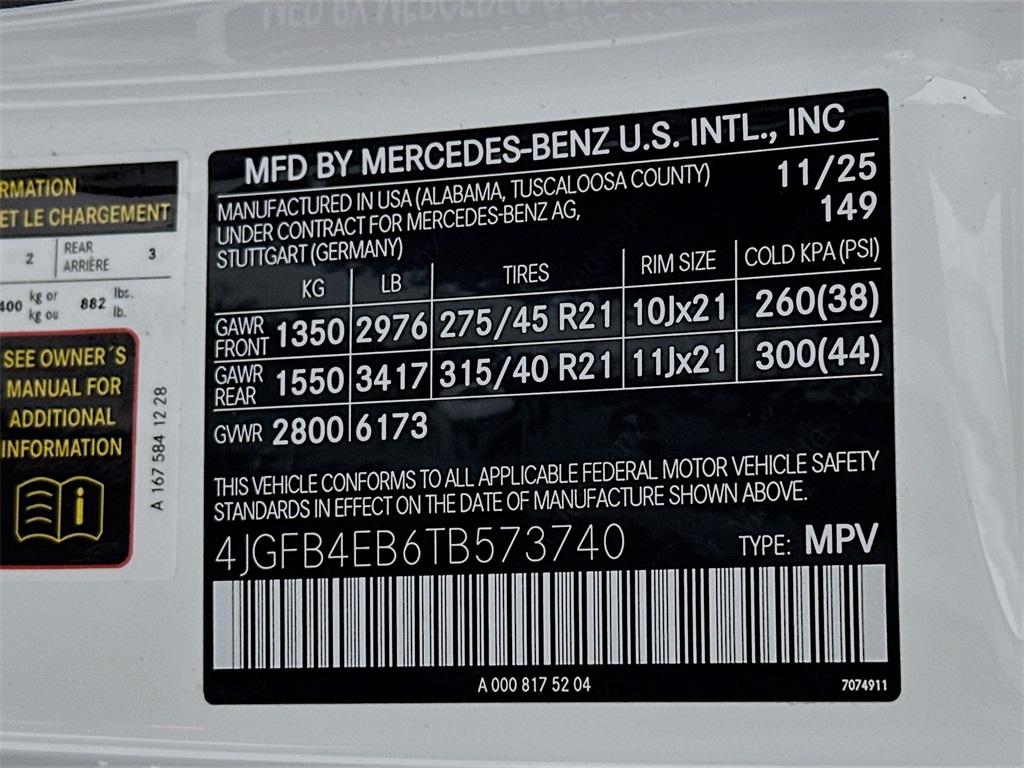 MFD BY MERCEDES-BENZ U.S. INTL., INC
MANUFACTURED IN USA (ALABAMA, TUSCALOOSA COUNTY) 11/25
UNDER CONTRACT FOR MERCEDES-BENZ AG, 149
STUTTGART (GERMANY)
KG LB TIRES RIM SIZE COLD KPA (PSI)
GAWR FRONT 1350 2976 275/45 R21 10Jx21 260(38)
GAWR REAR 1550 3417 315/40 R21 11Jx21 300(44)
GVWR 2800 6173
THIS VEHICLE CONFORMS TO ALL APPLICABLE FEDERAL MOTOR VEHICLE SAFETY
STANDARDS IN EFFECT ON THE DATE OF MANUFACTURE SHOWN ABOVE.
4JGFB4EB6TB573740 TYPE: MPV
A 000 817 52 04 7074911
RMATION
ET LE CHARGEMENT
2 REAR ARRIÈRE 3
400 kg or kg ou 882 lbs. lb.
SEE OWNER´S
MANUAL FOR
ADDITIONAL
INFORMATION
A 167 584 12 28